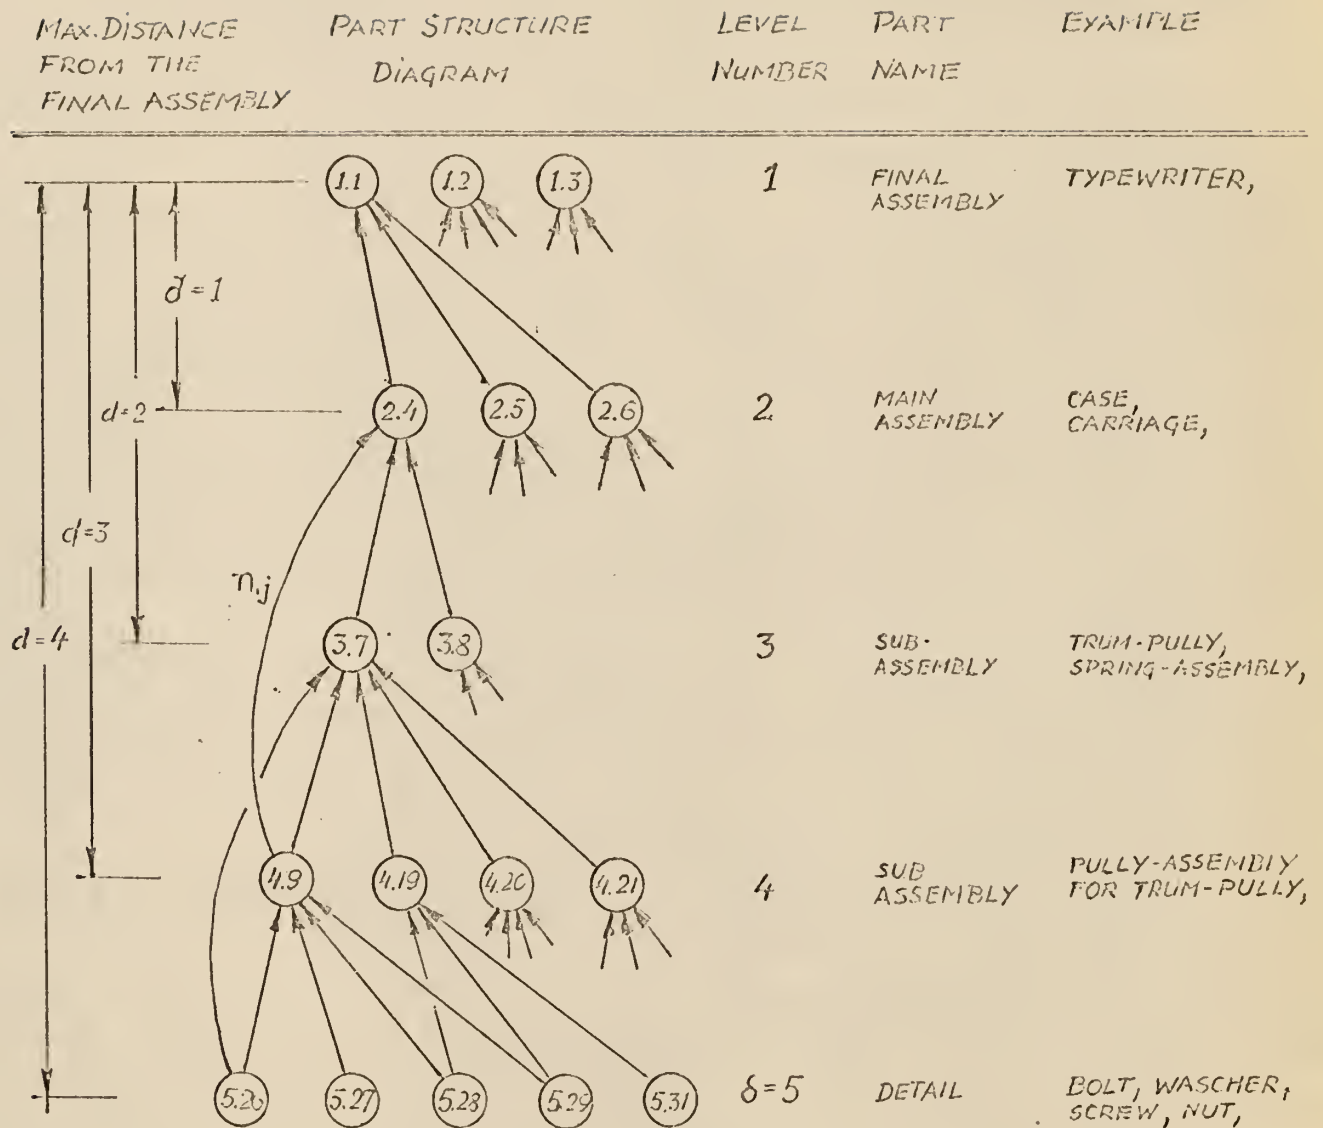 MAX. DISTANCE
FROM THE
FINAL ASSEMBLY
PART STRUCTURE
DIAGRAM
LEVEL
NUMBER
PART
NAME
EXAMPLE
1.1
1.2
1.3
1
FINAL
ASSEMBLY
TYPEWRITER,
d=1
d=2
2.4
2.5
2.6
2
MAIN
ASSEMBLY
CASE,
CARRIAGE,
d=3
n,j
d=4
3.7
3.8
3
SUB-
ASSEMBLY
TRUM-PULLY,
SPRING-ASSEMBLY,
4.9
4.19
4.20
4.21
4
SUB
ASSEMBLY
PULLY-ASSEMBLY
FOR TRUM-PULLY,
5.26
5.27
5.28
5.29
5.31
δ=5
DETAIL
BOLT, WASCHER,
SCREW, NUT,